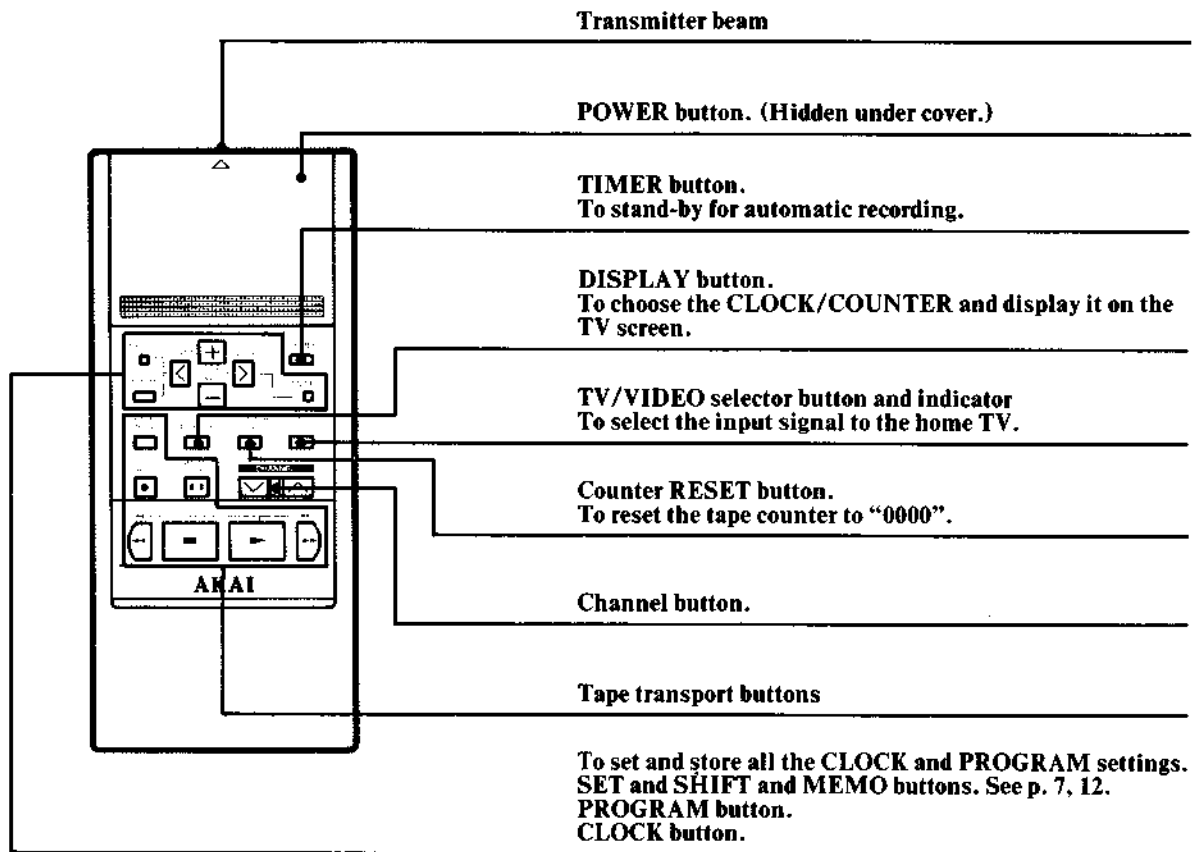 Transmitter beam
POWER button. (Hidden under cover.)
TIMER button.
To stand-by for automatic recording.
DISPLAY button.
To choose the CLOCK/COUNTER and display it on the
TV screen.
TV/VIDEO selector button and indicator
To select the input signal to the home TV.
CHANNEL
Counter RESET button.
To reset the tape counter to “0000”.
AKAI
Channel button.
Tape transport buttons
To set and store all the CLOCK and PROGRAM settings.
SET and SHIFT and MEMO buttons. See p. 7, 12.
PROGRAM button.
CLOCK button.